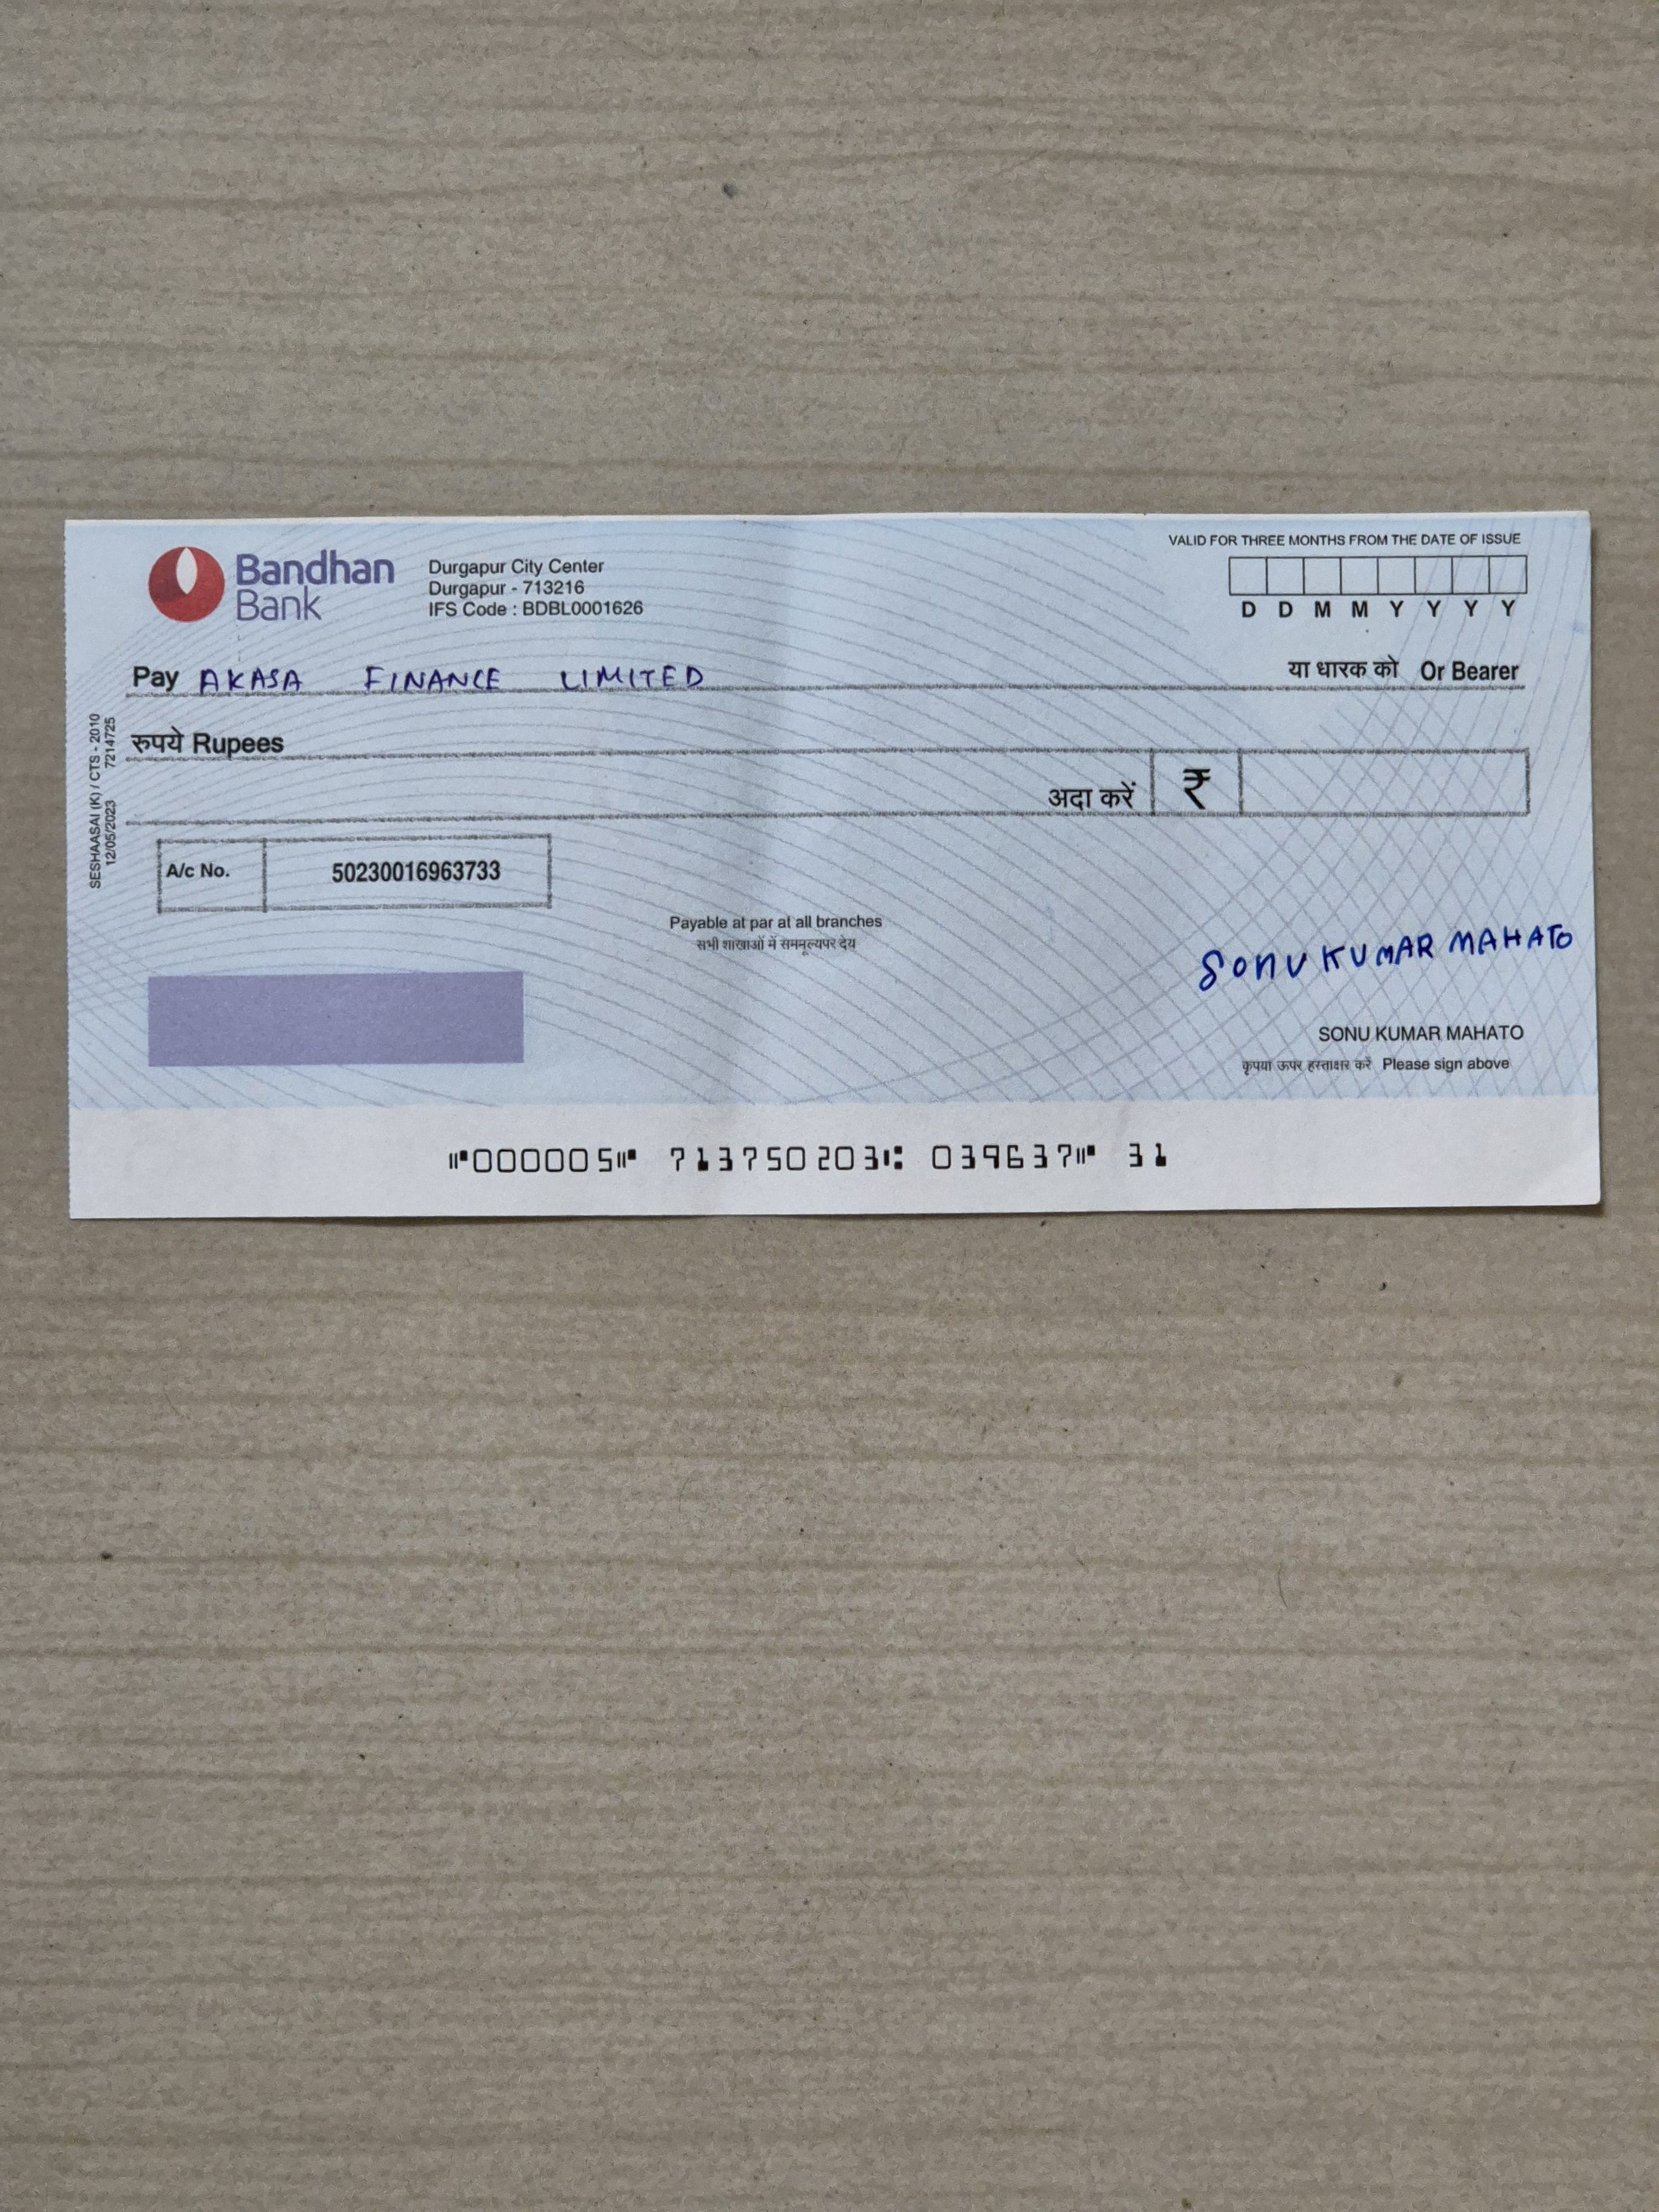 Bandhan
Bank
Durgapur City Center
Durgapur - 713216
IFS Code : BDBL0001626
VALID FOR THREE MONTHS FROM THE DATE OF ISSUE
D D M M Y Y Y Y
Pay AKASA FINANCE LIMITED या धारक को Or Bearer
रुपये Rupees
अदा करें ₹
A/c No. 50230016963733
Payable at par at all branches
सभी शाखाओं में सममूल्यपर देय
SONU KUMAR MAHATO
SONU KUMAR MAHATO
कृपया ऊपर हस्ताक्षर करें Please sign above
⑈000005⑈ 713750203⑆ 039637⑈ 31
SESHAASAI (K) / CTS - 2010
12/05/2023 7214725